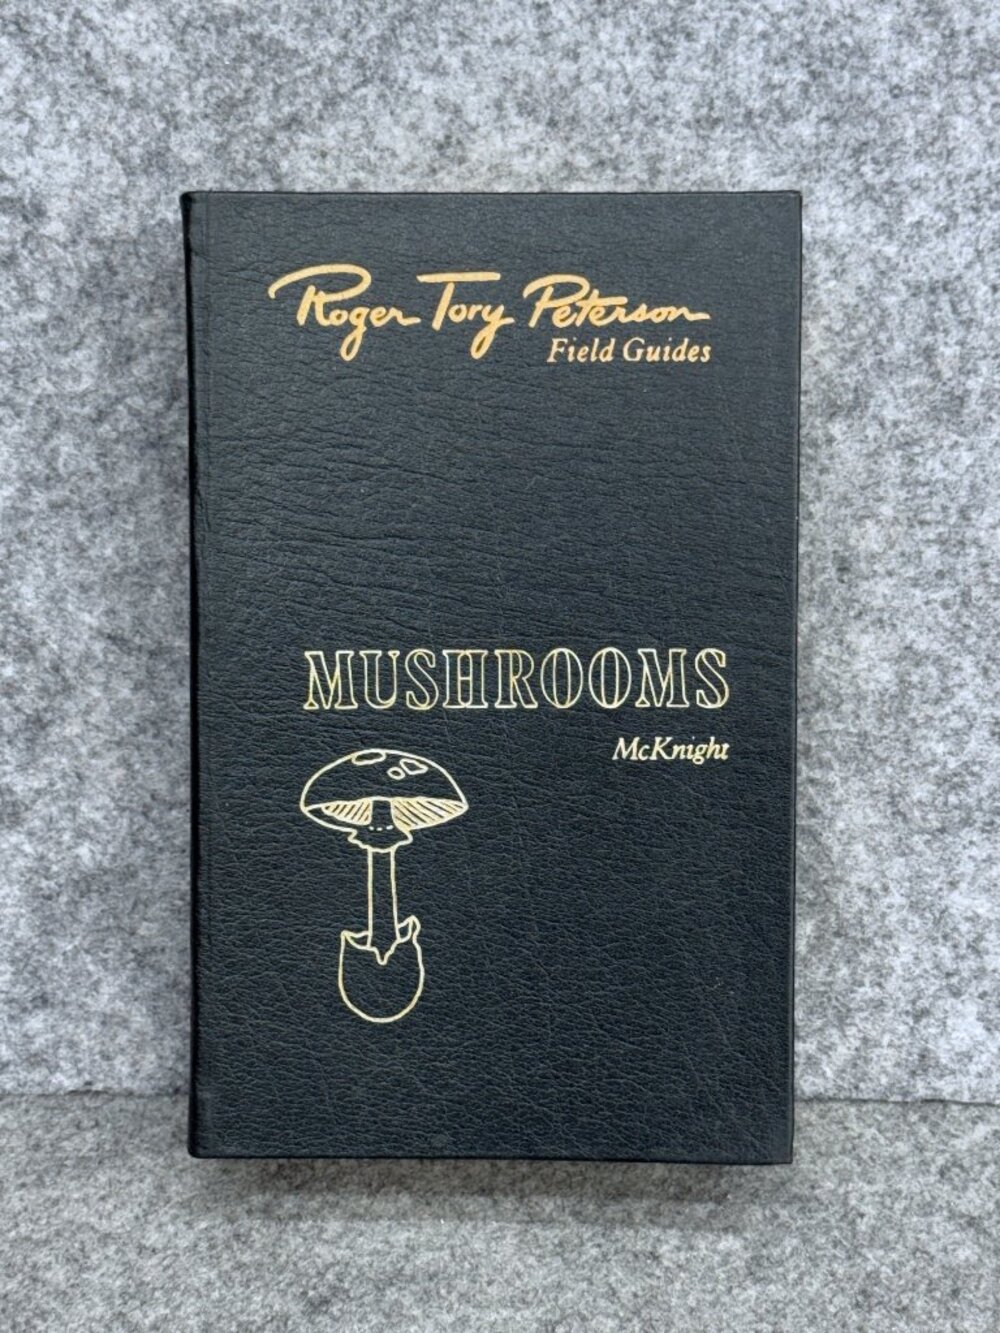 Roger Tory Peterson
Field Guides
MUSHROOMS
McKnight